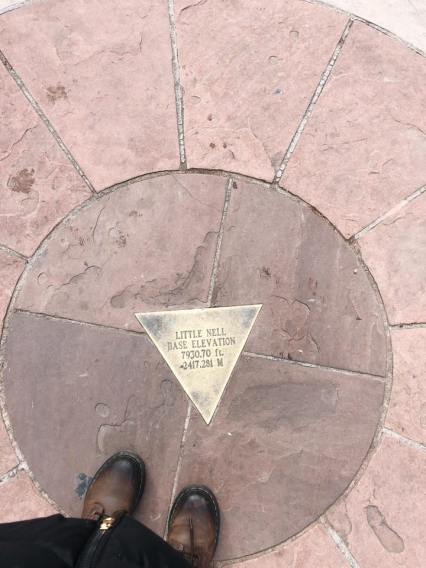 LITTLE NELL
BASE ELEVATION
7930.70 ft.
2417.281 M